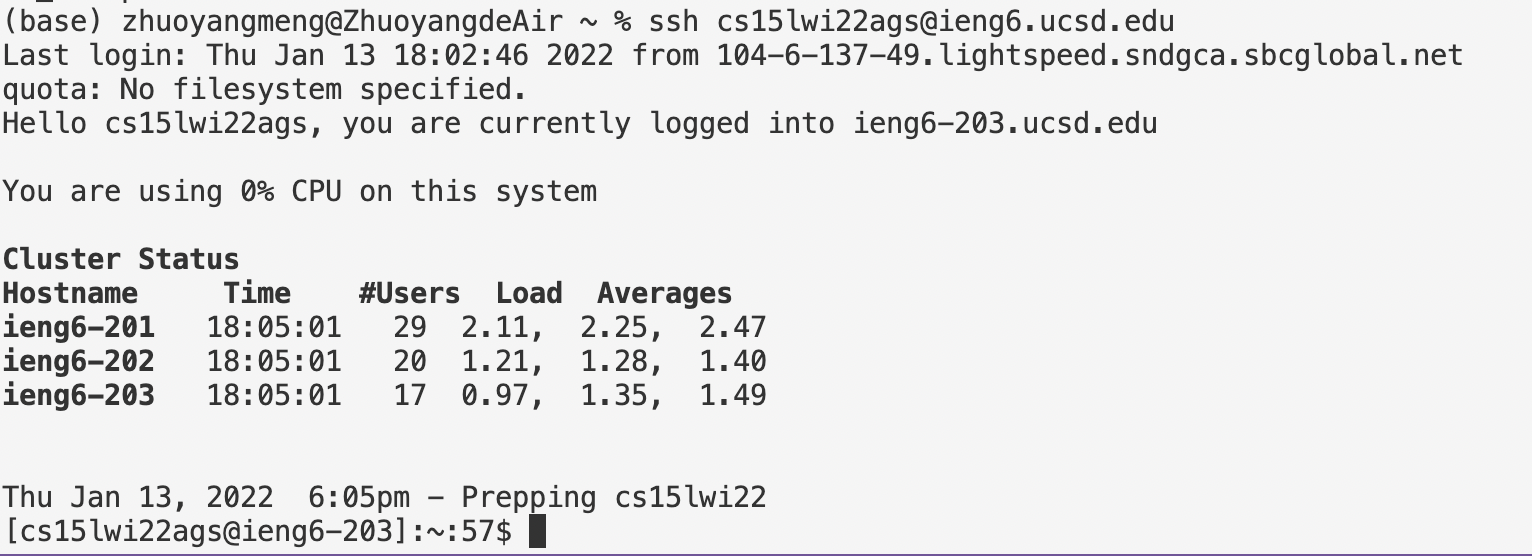 (base) zhuoyangmeng@ZhuoyangdeAir ~ % ssh cs15lwi22ags@ieng6.ucsd.edu
Last login: Thu Jan 13 18:02:46 2022 from 104-6-137-49.lightspeed.sndgca.sbcglobal.net
quota: No filesystem specified.
Hello cs15lwi22ags, you are currently logged into ieng6-203.ucsd.edu
You are using 0% CPU on this system
Cluster Status
Hostname     Time    #Users  Load  Averages
ieng6-201   18:05:01   29  2.11,  2.25,  2.47
ieng6-202   18:05:01   20  1.21,  1.28,  1.40
ieng6-203   18:05:01   17  0.97,  1.35,  1.49
Thu Jan 13, 2022  6:05pm - Prepping cs15lwi22
[cs15lwi22ags@ieng6-203]:~:57$